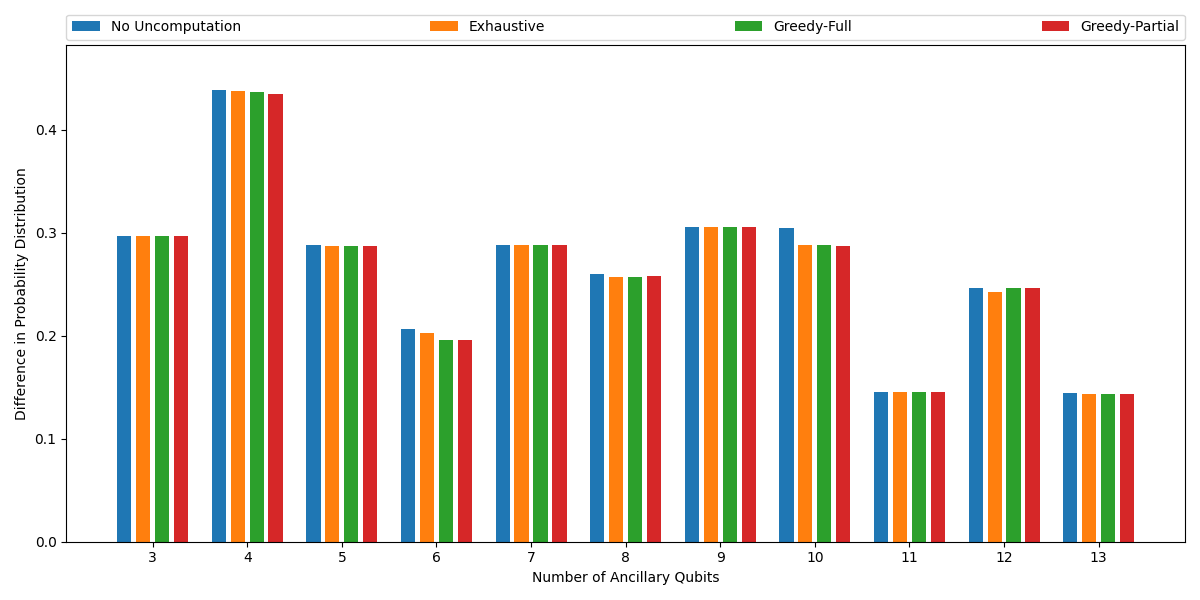 No Uncomputation Exhaustive Greedy-Full Greedy-Partial
Difference in Probability Distribution
0.4
0.3
0.2
0.1
0.0
3 4 5 6 7 8 9 10 11 12 13
Number of Ancillary Qubits